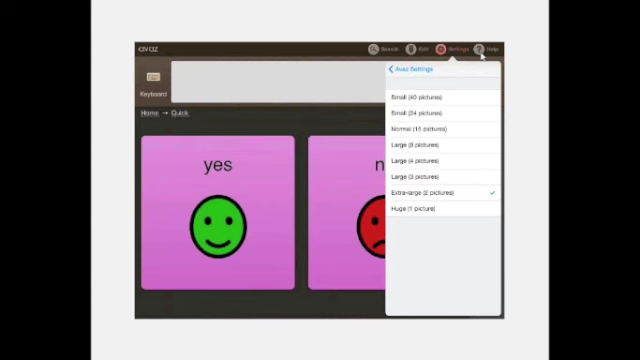 avaz
Search
Edit
Settings
Help
Keyboard
Avaz Settings
Home → Quick
Small (40 pictures)
Small (24 pictures)
Normal (15 pictures)
Large (8 pictures)
Large (4 pictures)
Large (3 pictures)
Extra-large (2 pictures)
Huge (1 picture)
yes
n